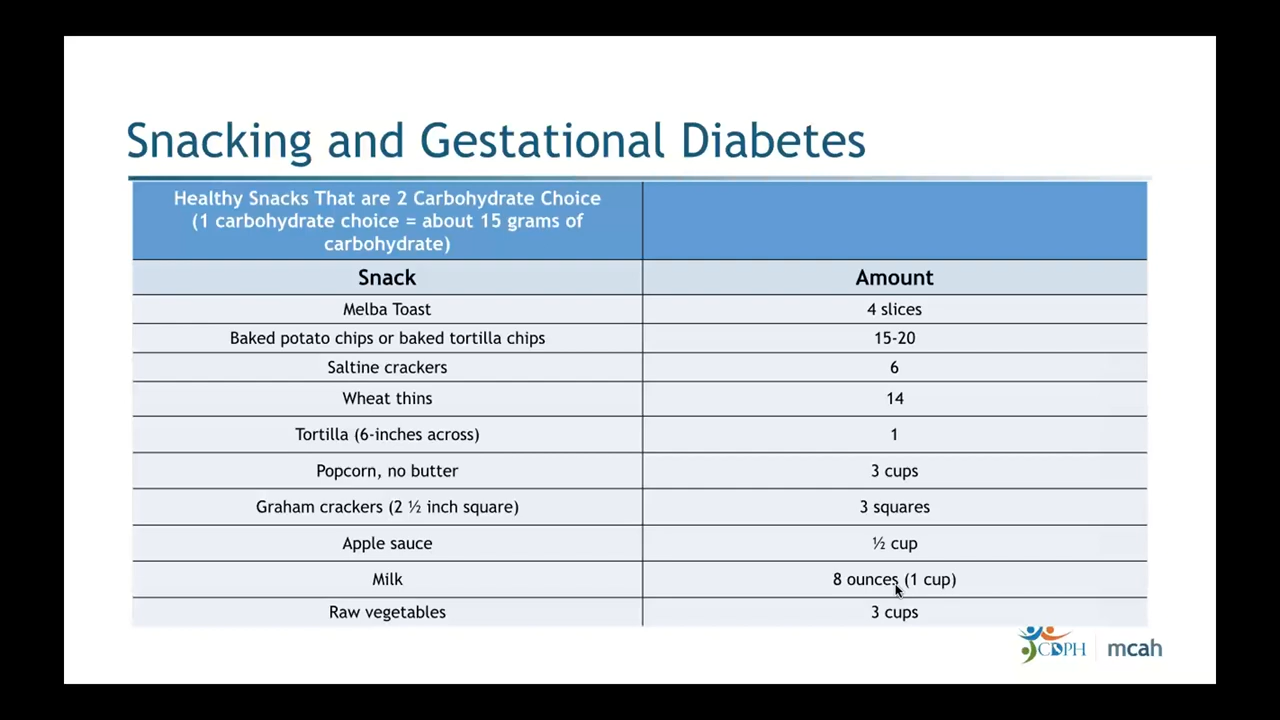 Snacking and Gestational Diabetes
Healthy Snacks That are 2 Carbohydrate Choice
(1 carbohydrate choice = about 15 grams of
carbohydrate)
Snack Amount
Melba Toast 4 slices
Baked potato chips or baked tortilla chips 15-20
Saltine crackers 6
Wheat thins 14
Tortilla (6-inches across) 1
Popcorn, no butter 3 cups
Graham crackers (2 ½ inch square) 3 squares
Apple sauce ½ cup
Milk 8 ounces (1 cup)
Raw vegetables 3 cups
CDPH mcah